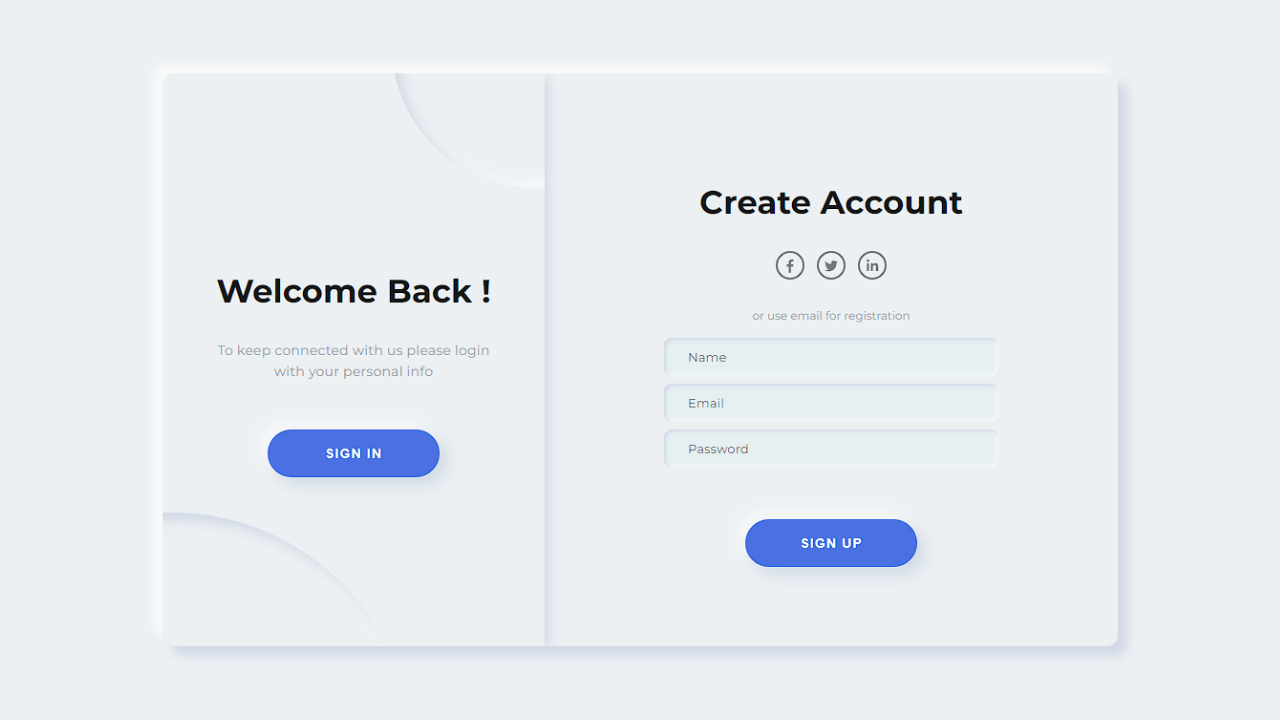 Welcome Back !
To keep connected with us please login
with your personal info
SIGN IN
Create Account
or use email for registration
Name
Email
Password
SIGN UP